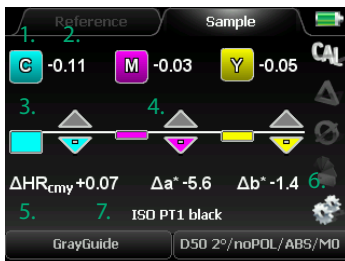 Reference Sample
1. 2.
C -0.11 M -0.03 Y -0.05 CAL
3. 4.
ΔHRcmy +0.07 Δa* -5.6 Δb* -1.4 6.
5. 7. ISO PT1 black
GrayGuide D50 2°/noPOL/ABS/M0